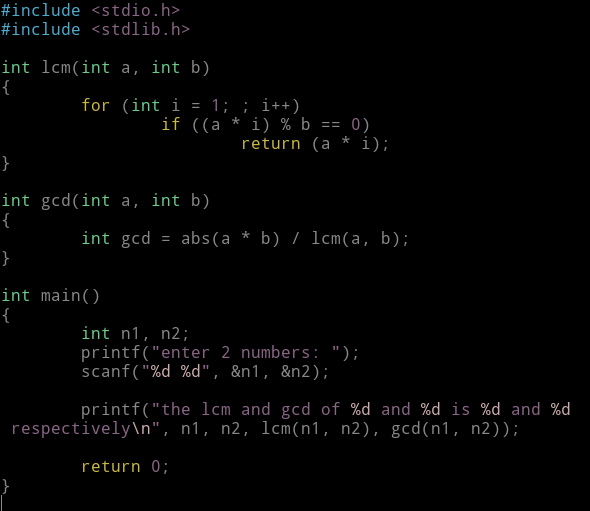 #include <stdio.h>
#include <stdlib.h>

int lcm(int a, int b)
{
        for (int i = 1; ; i++)
                if ((a * i) % b == 0)
                        return (a * i);
}

int gcd(int a, int b)
{
        int gcd = abs(a * b) / lcm(a, b);
}

int main()
{
        int n1, n2;
        printf("enter 2 numbers: ");
        scanf("%d %d", &n1, &n2);

        printf("the lcm and gcd of %d and %d is %d and %d
 respectively\n", n1, n2, lcm(n1, n2), gcd(n1, n2));

        return 0;
}